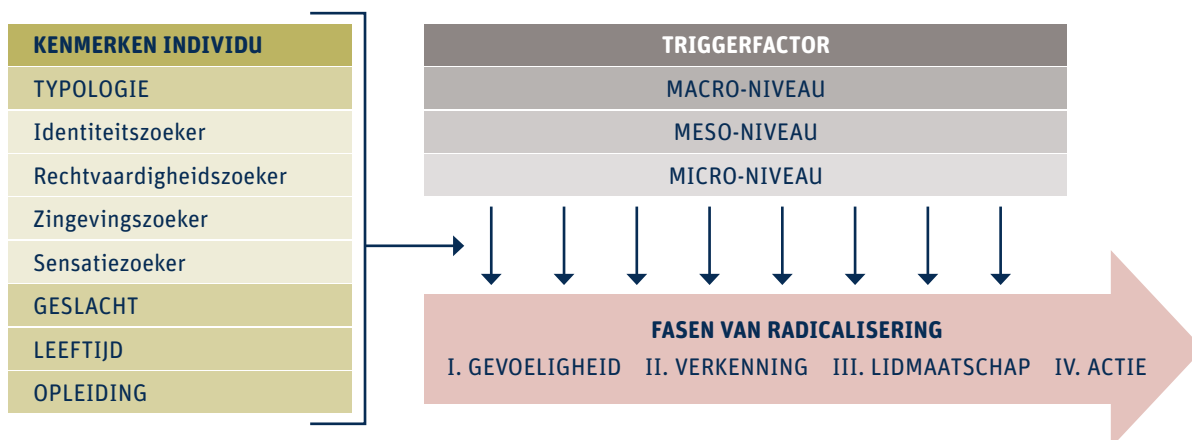 KENMERKEN INDIVIDU
TYPOLOGIE
Identiteitszoeker
Rechtvaardigheidszoeker
Zingevingszoeker
Sensatiezoeker
GESLACHT
LEEFTIJD
OPLEIDING
TRIGGERFACTOR
MACRO-NIVEAU
MESO-NIVEAU
MICRO-NIVEAU
FASEN VAN RADICALISERING
I. GEVOELIGHEID II. VERKENNING III. LIDMAATSCHAP IV. ACTIE